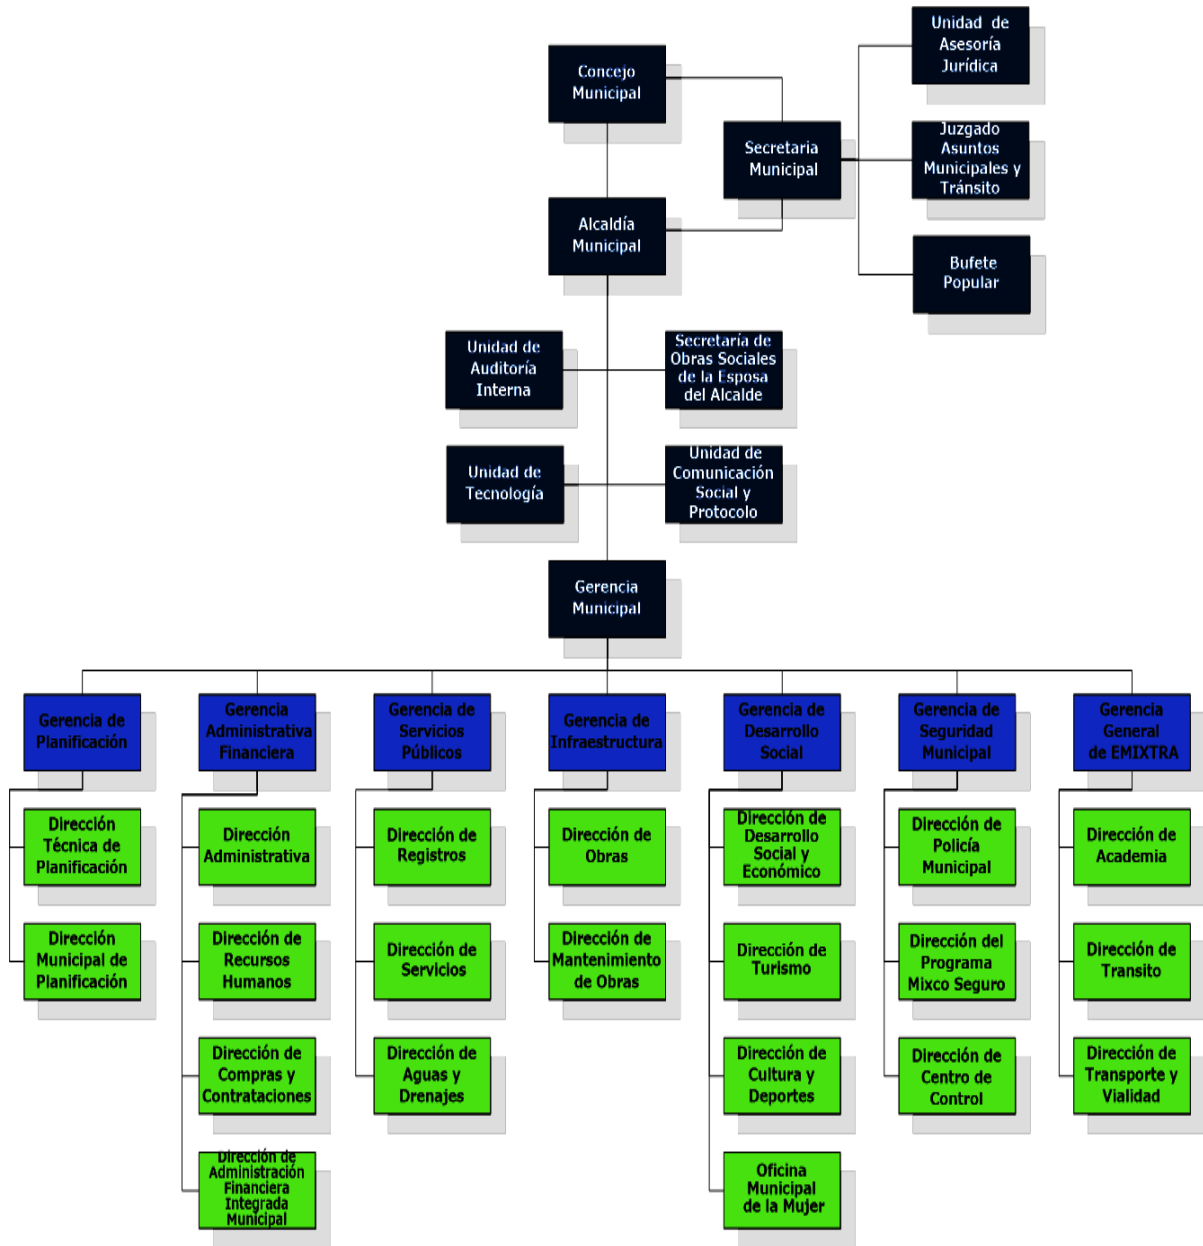 Concejo
Municipal
Secretaria
Municipal
Unidad de
Asesoría
Jurídica
Juzgado
Asuntos
Municipales y
Tránsito
Bufete
Popular
Alcaldía
Municipal
Unidad de
Auditoría
Interna
Secretaría de
Obras Sociales
de la Esposa
del Alcalde
Unidad de
Tecnología
Unidad de
Comunicación
Social y
Protocolo
Gerencia
Municipal
Gerencia de
Planificación
Gerencia
Administrativa
Financiera
Gerencia de
Servicios
Públicos
Gerencia de
Infraestructura
Gerencia de
Desarrollo
Social
Gerencia de
Seguridad
Municipal
Gerencia
General
de EMIXTRA
Dirección
Técnica de
Planificación
Dirección
Municipal de
Planificación
Dirección
Administrativa
Dirección de
Recursos
Humanos
Dirección de
Compras y
Contrataciones
Dirección de
Administración
Financiera
Integrada
Municipal
Dirección de
Registros
Dirección de
Servicios
Dirección de
Aguas y
Drenajes
Dirección de
Obras
Dirección de
Mantenimiento
de Obras
Dirección de
Desarrollo
Social y
Económico
Dirección de
Turismo
Dirección de
Cultura y
Deportes
Oficina
Municipal
de la Mujer
Dirección de
Policía
Municipal
Dirección del
Programa
Mixco Seguro
Dirección de
Centro de
Control
Dirección de
Academia
Dirección de
Transito
Dirección de
Transporte y
Vialidad